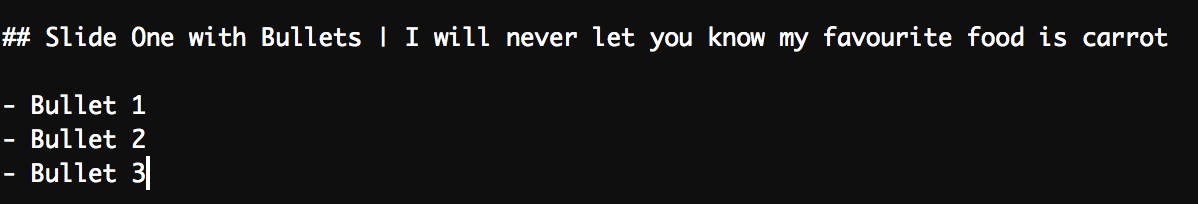 ## Slide One with Bullets | I will never let you know my favourite food is carrot
- Bullet 1
- Bullet 2
- Bullet 3